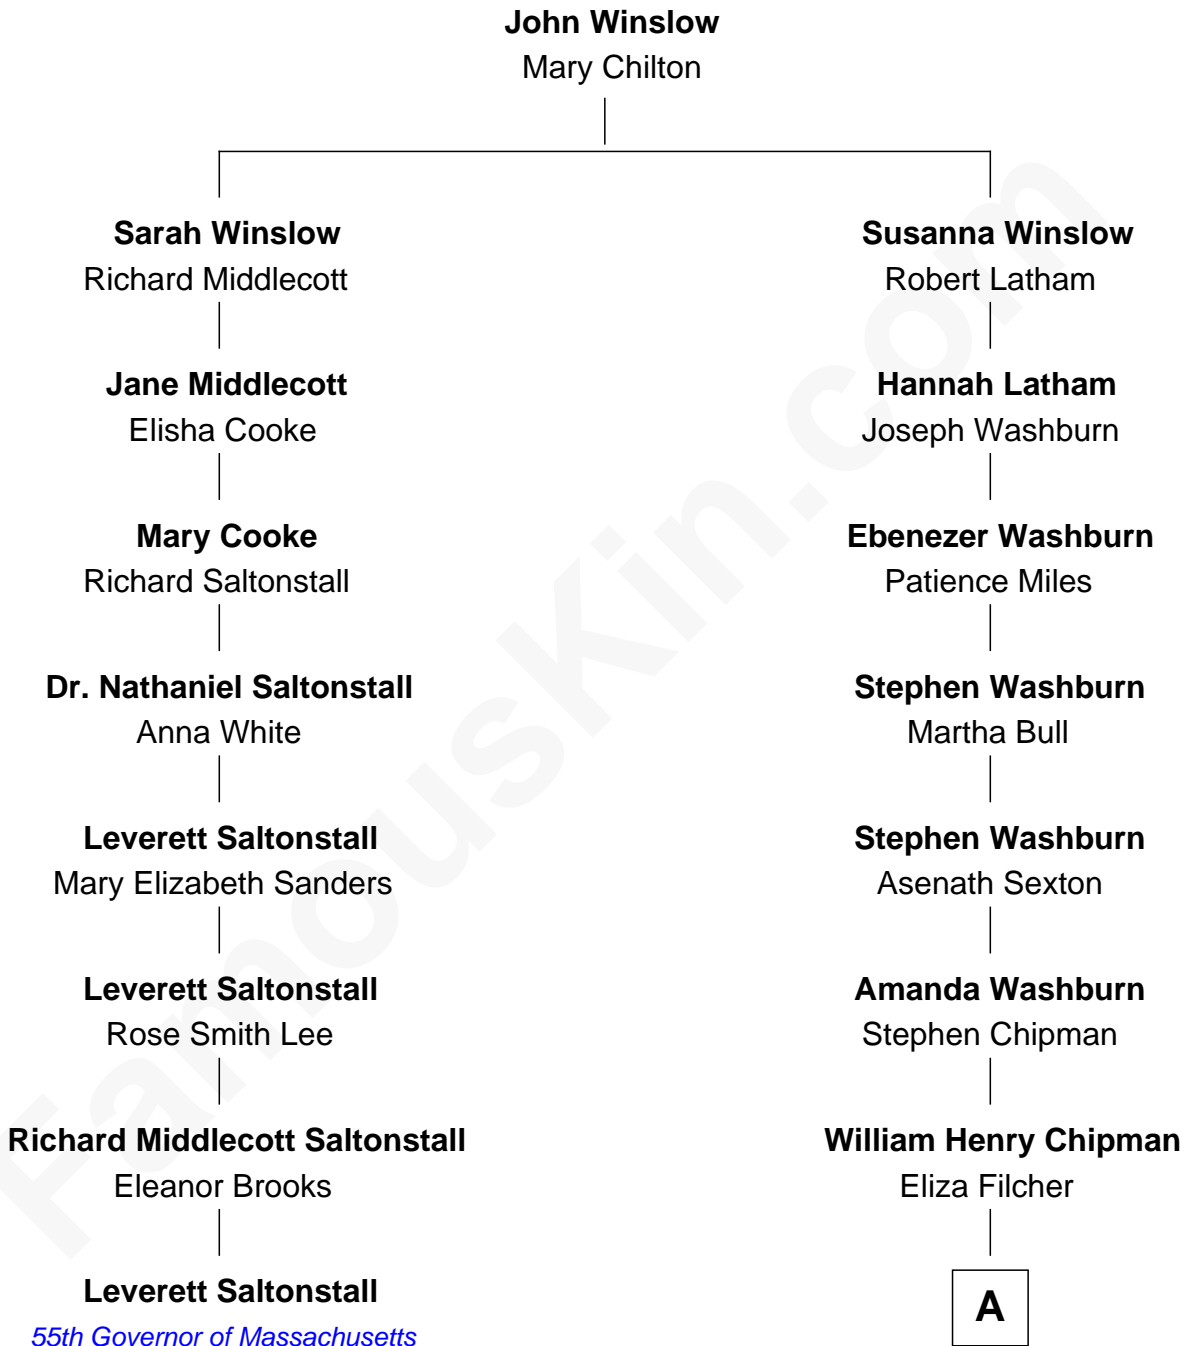 John Winslow
Mary Chilton
Sarah Winslow
Richard Middlecott
Susanna Winslow
Robert Latham
Jane Middlecott
Elisha Cooke
Hannah Latham
Joseph Washburn
Mary Cooke
Richard Saltonstall
Ebenezer Washburn
Patience Miles
Dr. Nathaniel Saltonstall
Anna White
Stephen Washburn
Martha Bull
Leverett Saltonstall
Mary Elizabeth Sanders
Stephen Washburn
Asenath Sexton
Leverett Saltonstall
Rose Smith Lee
Amanda Washburn
Stephen Chipman
Richard Middlecott Saltonstall
Eleanor Brooks
William Henry Chipman
Eliza Filcher
Leverett Saltonstall
55th Governor of Massachusetts
A
FamousKin.com